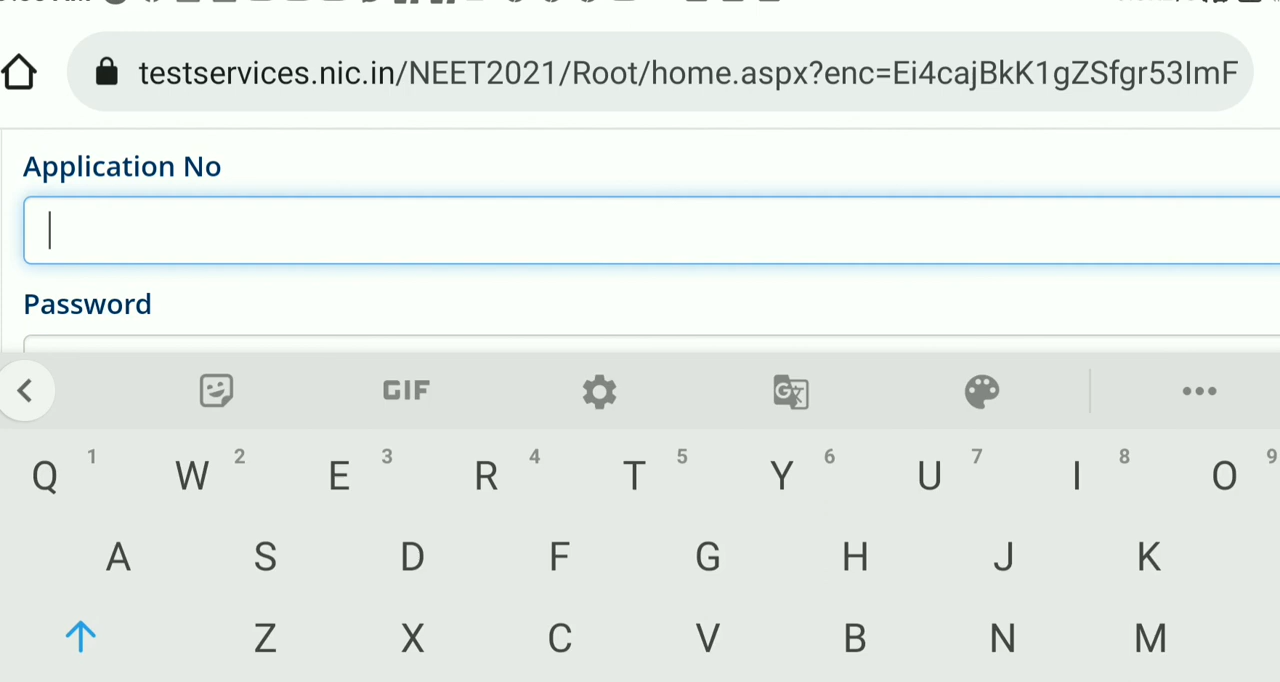 testservices.nic.in/NEET2021/Root/home.aspx?enc=Ei4cajBkK1gZSfgr53ImF
Application No
Password
GIF
Q 1 W 2 E 3 R 4 T 5 Y 6 U 7 I 8 O 9
A S D F G H J K
Z X C V B N M